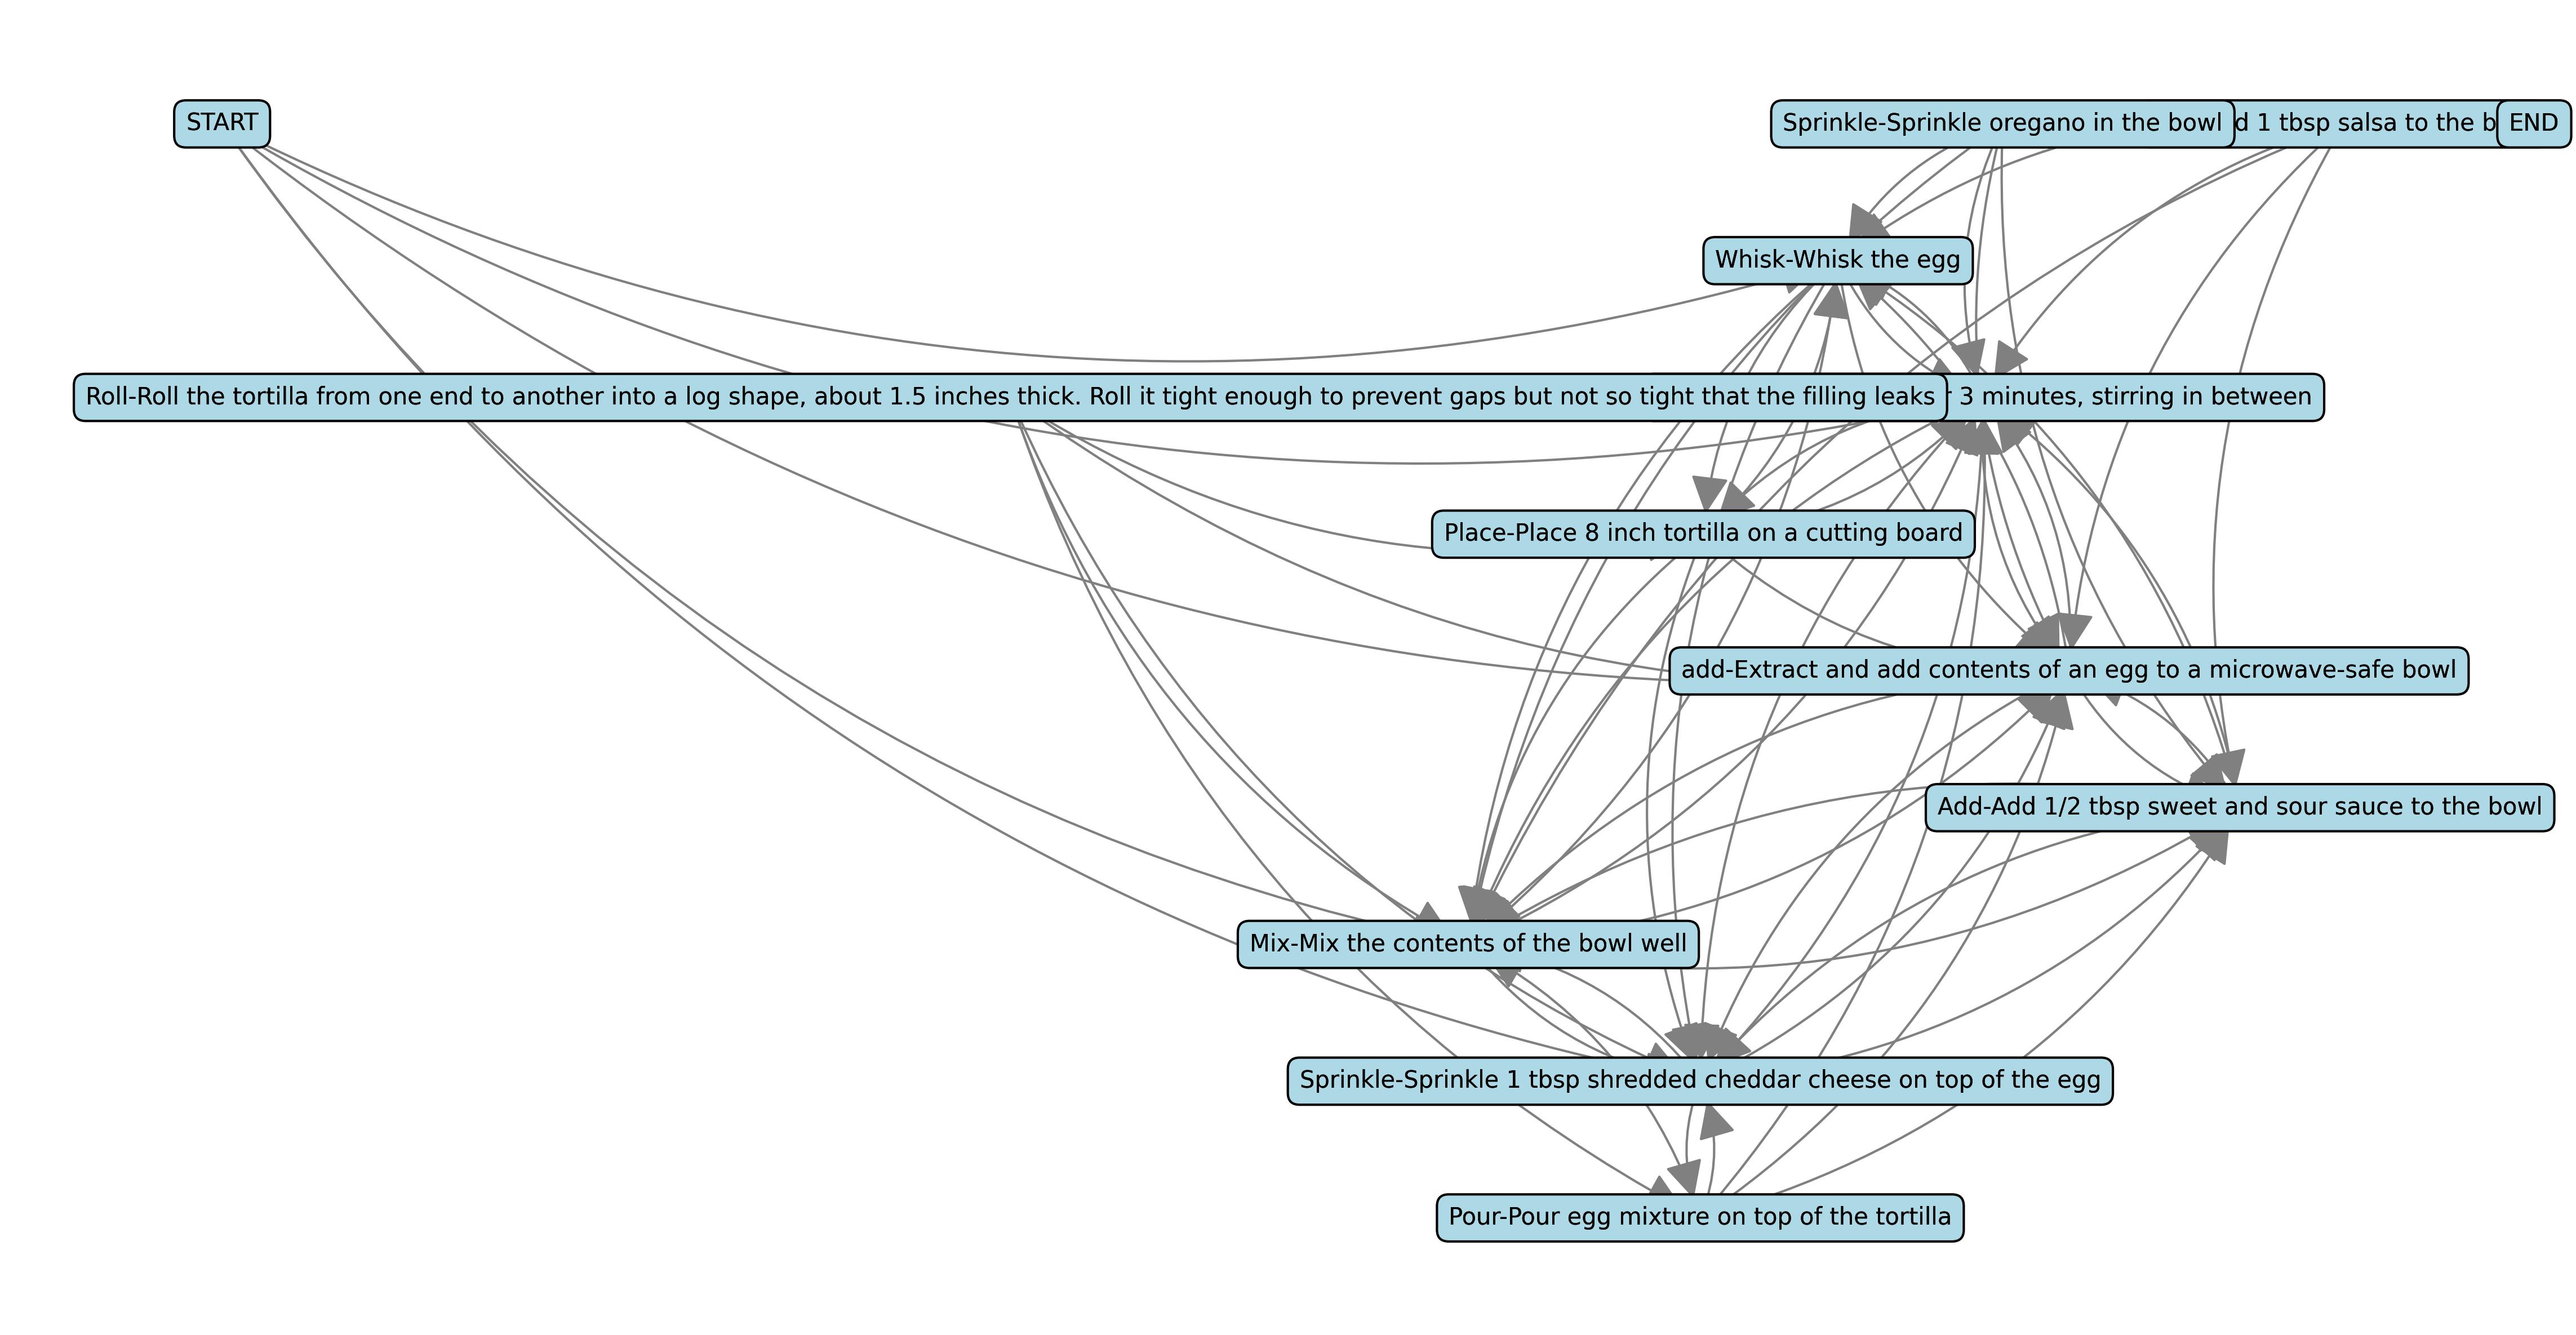 START
Sprinkle-Sprinkle oregano in the bowl
d 1 tbsp salsa to the b
END
Whisk-Whisk the egg
Roll-Roll the tortilla from one end to another into a log shape, about 1.5 inches thick. Roll it tight enough to prevent gaps but not so tight that the filling leaks
3 minutes, stirring in between
Place-Place 8 inch tortilla on a cutting board
add-Extract and add contents of an egg to a microwave-safe bowl
Add-Add 1/2 tbsp sweet and sour sauce to the bowl
Mix-Mix the contents of the bowl well
Sprinkle-Sprinkle 1 tbsp shredded cheddar cheese on top of the egg
Pour-Pour egg mixture on top of the tortilla